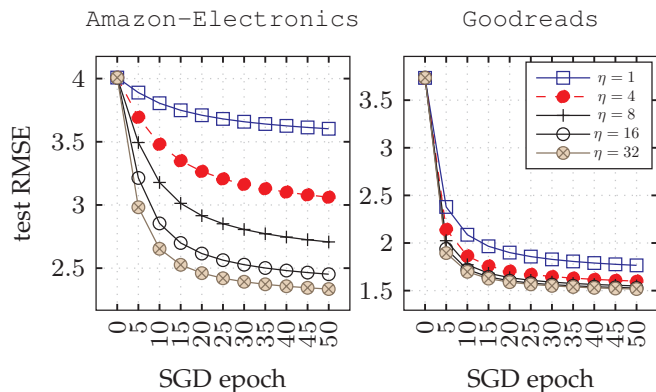 Amazon-Electronics
Goodreads
test RMSE
4
3.5
3
2.5
0 5 10 15 20 25 30 35 40 45 50
SGD epoch
3.5
3
2.5
2
1.5
0 5 10 15 20 25 30 35 40 45 50
SGD epoch
η = 1
η = 4
η = 8
η = 16
η = 32